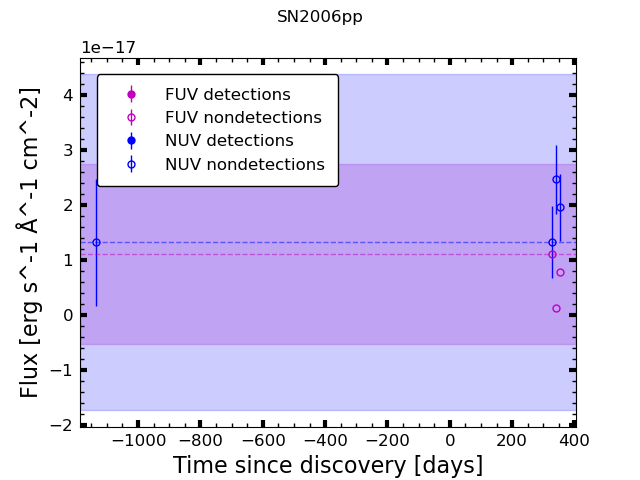 SN2006pp
1e−17
FUV detections
FUV nondetections
NUV detections
NUV nondetections
4
3
2
1
0
−1
−2
Flux [erg s^-1 Å^-1 cm^-2]
−1000 −800 −600 −400 −200 0 200 400
Time since discovery [days]